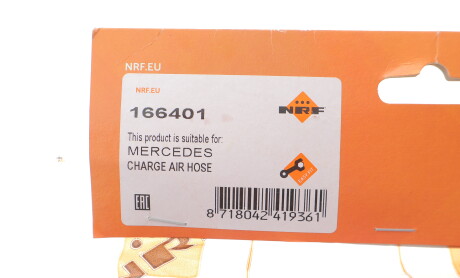 NRF.EU
NRF.EU
166401
NRF
This product is suitable for:
MERCEDES
CHARGE AIR HOSE
EAC
8 718042 419361